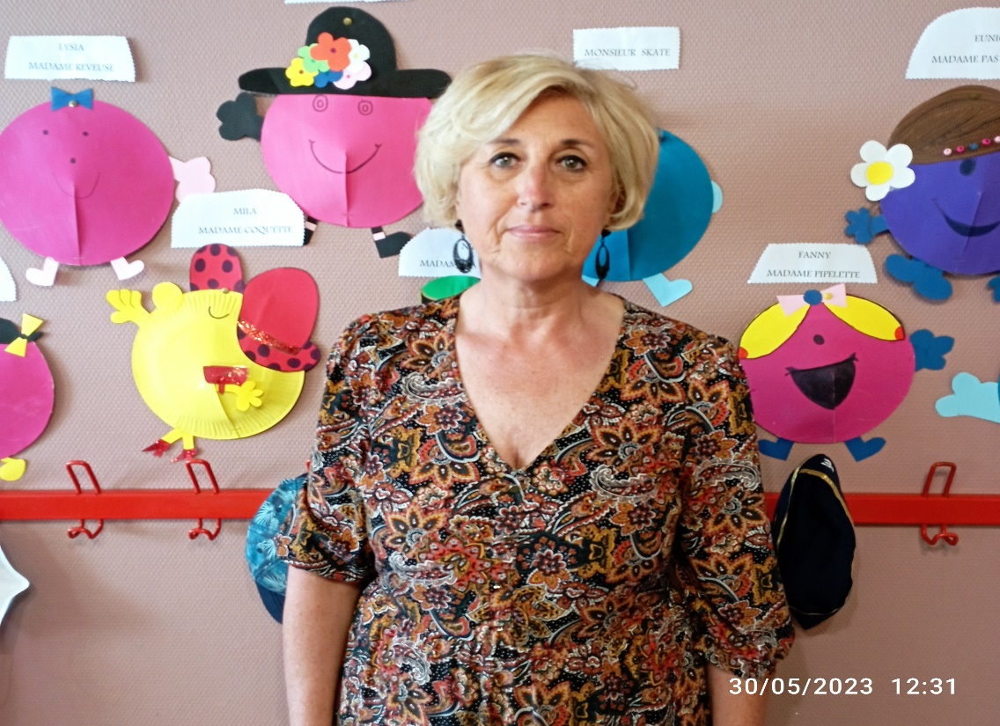 LYSIA
MADAME REVEUSE
MONSIEUR SKATE
MADAME PAS
MILA
MADAME COQUETTE
FANNY
MADAME PIPELETTE
30/05/2023 12:31